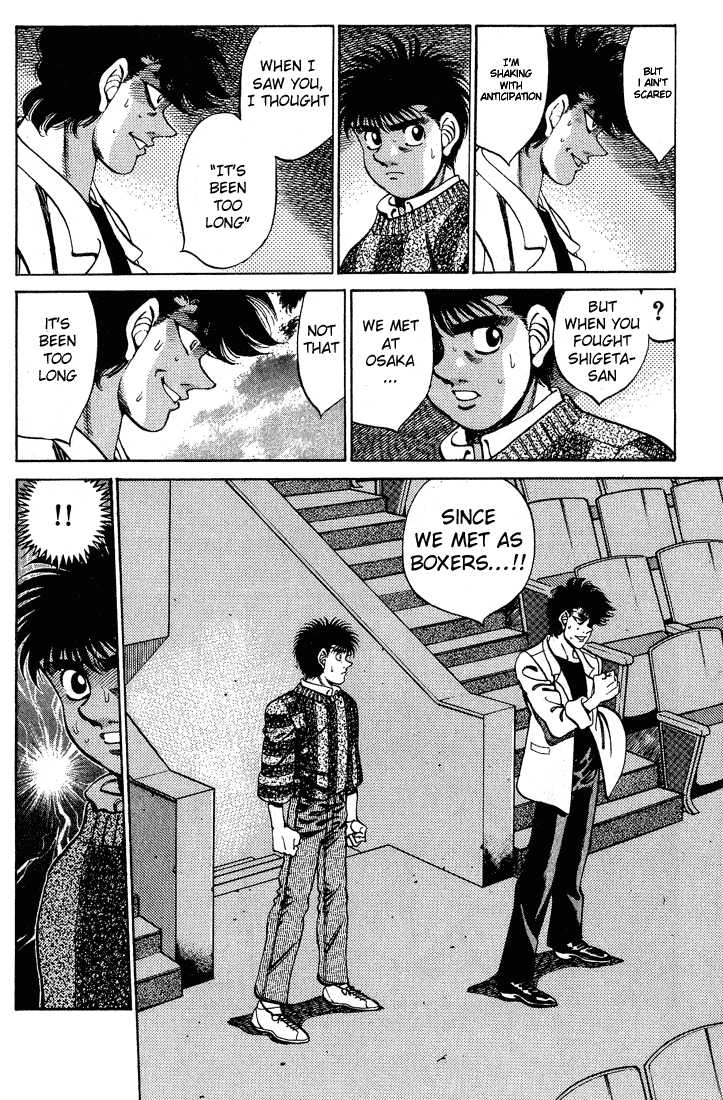 BUT
I AIN'T
SCARED
I'M
SHAKING
WITH
ANTICIPATION
WHEN I
SAW YOU,
I THOUGHT
"IT'S
BEEN
TOO
LONG"
?
BUT
WHEN YOU
FOUGHT
SHIGETA-
SAN
WE MET
AT
OSAKA
...
NOT
THAT
IT'S
BEEN
TOO
LONG
SINCE
WE MET AS
BOXERS...!!
!!